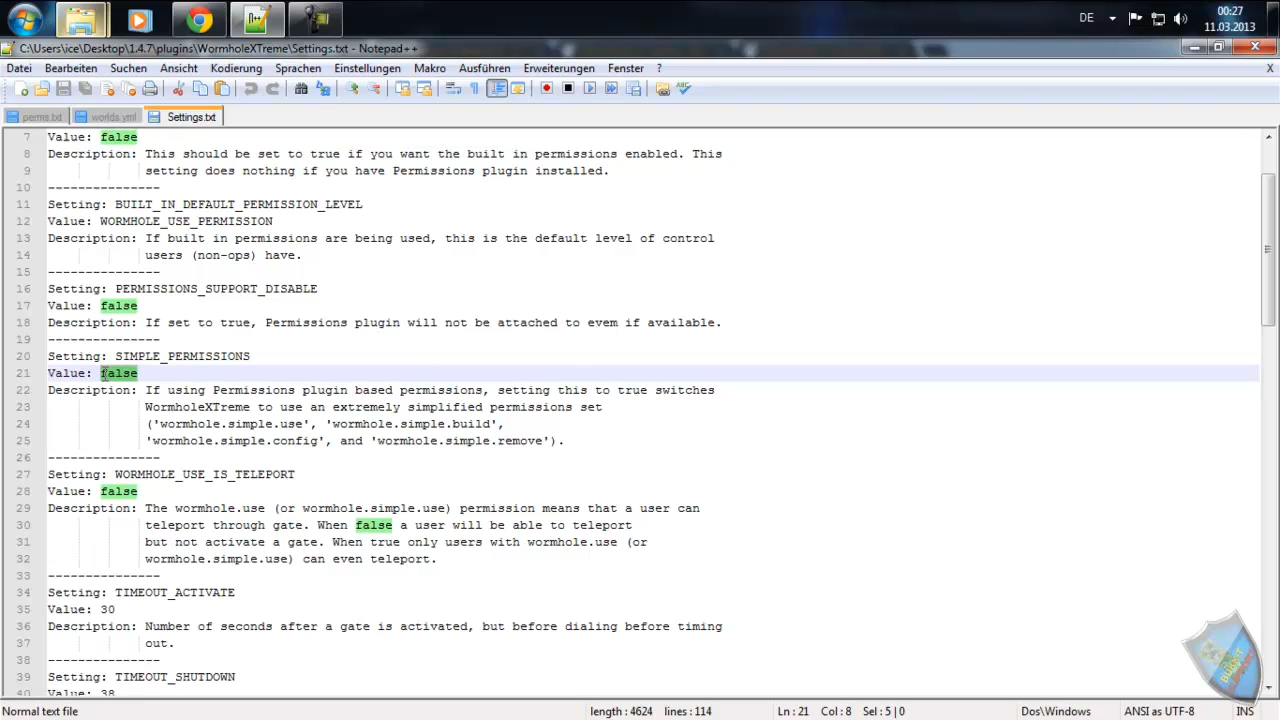 DE
00:27
11.03.2013
C:\Users\ice\Desktop\1.4.7\plugins\WormholeXTreme\Settings.txt - Notepad++
Datei Bearbeiten Suchen Ansicht Kodierung Sprachen Einstellungen Makro Ausführen Erweiterungen Fenster ? X
perms.txt worlds.yml Settings.txt
7 Value: false
8 Description: This should be set to true if you want the built in permissions enabled. This
9 setting does nothing if you have Permissions plugin installed.
10 ---------------
11 Setting: BUILT_IN_DEFAULT_PERMISSION_LEVEL
12 Value: WORMHOLE_USE_PERMISSION
13 Description: If built in permissions are being used, this is the default level of control
14 users (non-ops) have.
15 ---------------
16 Setting: PERMISSIONS_SUPPORT_DISABLE
17 Value: false
18 Description: If set to true, Permissions plugin will not be attached to evem if available.
19 ---------------
20 Setting: SIMPLE_PERMISSIONS
21 Value: false
22 Description: If using Permissions plugin based permissions, setting this to true switches
23 WormholeXTreme to use an extremely simplified permissions set
24 ('wormhole.simple.use', 'wormhole.simple.build',
25 'wormhole.simple.config', and 'wormhole.simple.remove').
26 ---------------
27 Setting: WORMHOLE_USE_IS_TELEPORT
28 Value: false
29 Description: The wormhole.use (or wormhole.simple.use) permission means that a user can
30 teleport through gate. When false a user will be able to teleport
31 but not activate a gate. When true only users with wormhole.use (or
32 wormhole.simple.use) can even teleport.
33 ---------------
34 Setting: TIMEOUT_ACTIVATE
35 Value: 30
36 Description: Number of seconds after a gate is activated, but before dialing before timing
37 out.
38 ---------------
39 Setting: TIMEOUT_SHUTDOWN
40 Value: 38
Normal text file length : 4624 lines : 114 Ln : 21 Col : 8 Sel : 5 | 0 Dos\Windows ANSI as UTF-8 INS